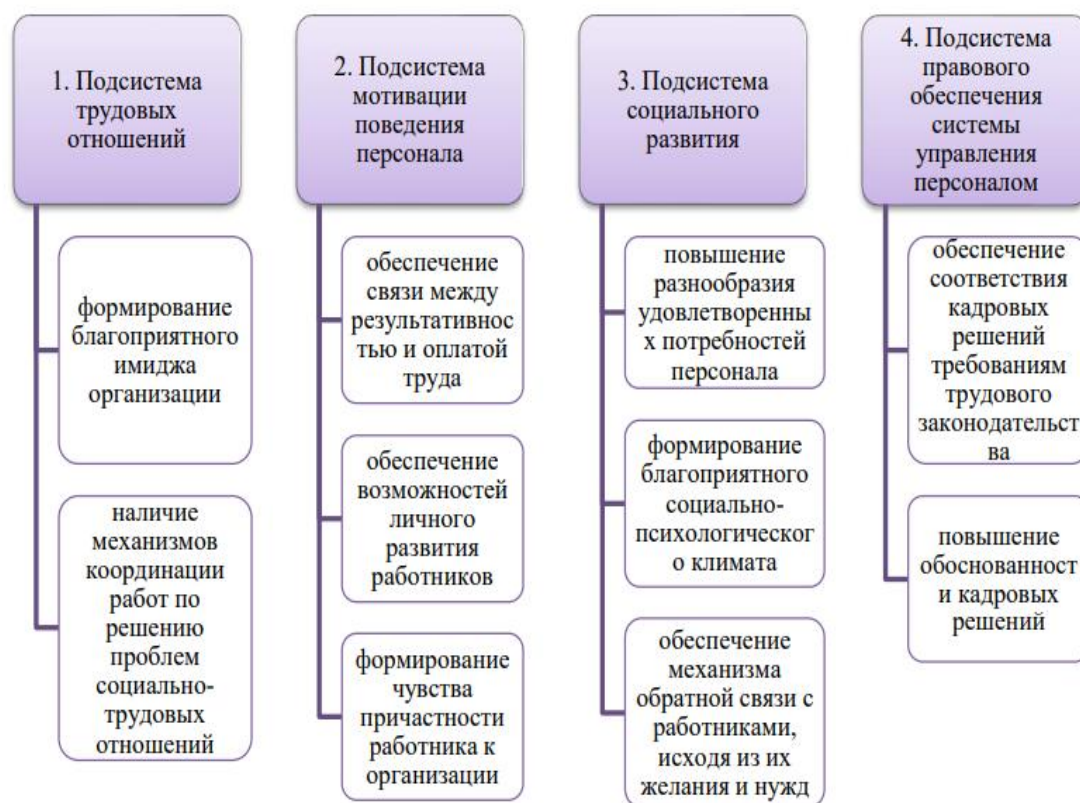 1. Подсистема
трудовых
отношений
формирование
благоприятного
имиджа
организации
наличие
механизмов
координации
работ по
решению
проблем
социально-
трудовых
отношений
2. Подсистема
мотивации
поведения
персонала
обеспечение
связи между
результативнос
тью и оплатой
труда
обеспечение
возможностей
личного
развития
работников
формирование
чувства
причастности
работника к
организации
3. Подсистема
социального
развития
повышение
разнообразия
удовлетворенны
х потребностей
персонала
формирование
благоприятного
социально-
психологическог
о климата
обеспечение
механизма
обратной связи с
работниками,
исходя из их
желания и нужд
4. Подсистема
правового
обеспечения
системы
управления
персоналом
обеспечение
соответствия
кадровых
решений
требованиям
трудового
законодательст
ва
повышение
обоснованност
и кадровых
решений